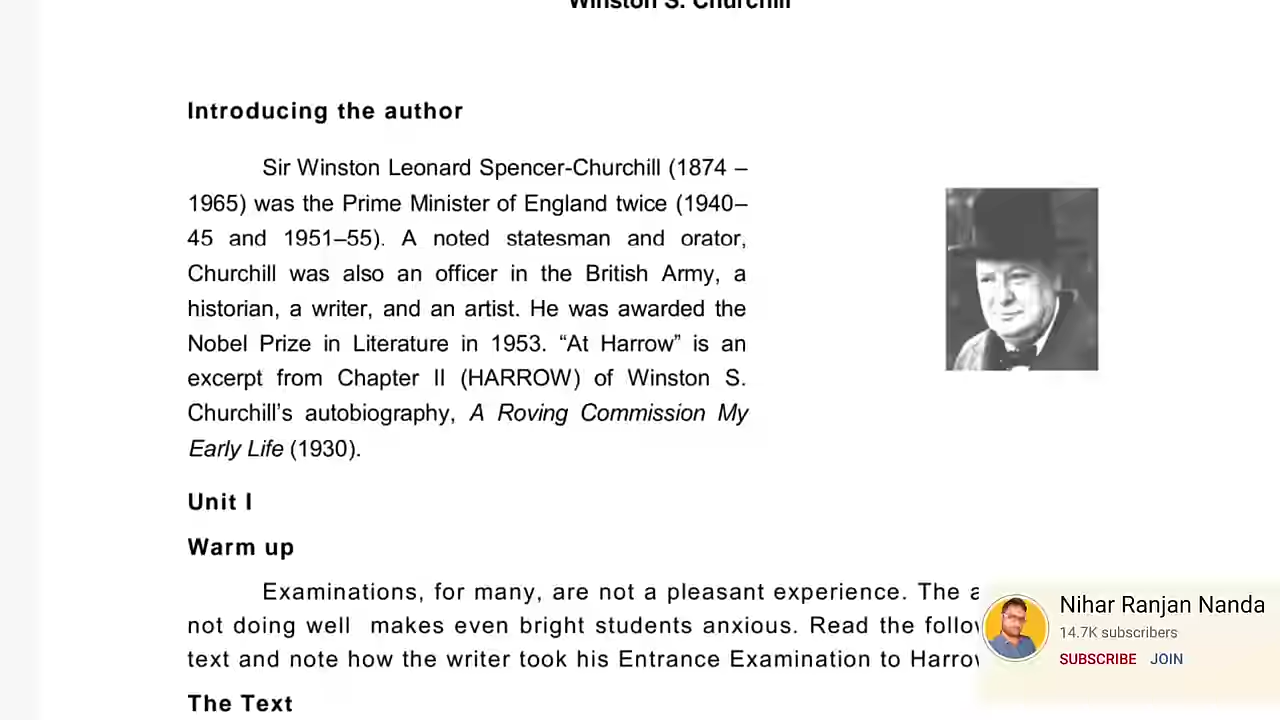 Winston S. Churchill
Introducing the author
Sir Winston Leonard Spencer-Churchill (1874 –
1965) was the Prime Minister of England twice (1940–
45 and 1951–55). A noted statesman and orator,
Churchill was also an officer in the British Army, a
historian, a writer, and an artist. He was awarded the
Nobel Prize in Literature in 1953. “At Harrow” is an
excerpt from Chapter II (HARROW) of Winston S.
Churchill’s autobiography, A Roving Commission My
Early Life (1930).
Unit I
Warm up
Examinations, for many, are not a pleasant experience. The
not doing well makes even bright students anxious. Read the
text and note how the writer took his Entrance Examination to
The Text
Nihar Ranjan Nanda
14.7K subscribers
SUBSCRIBE JOIN